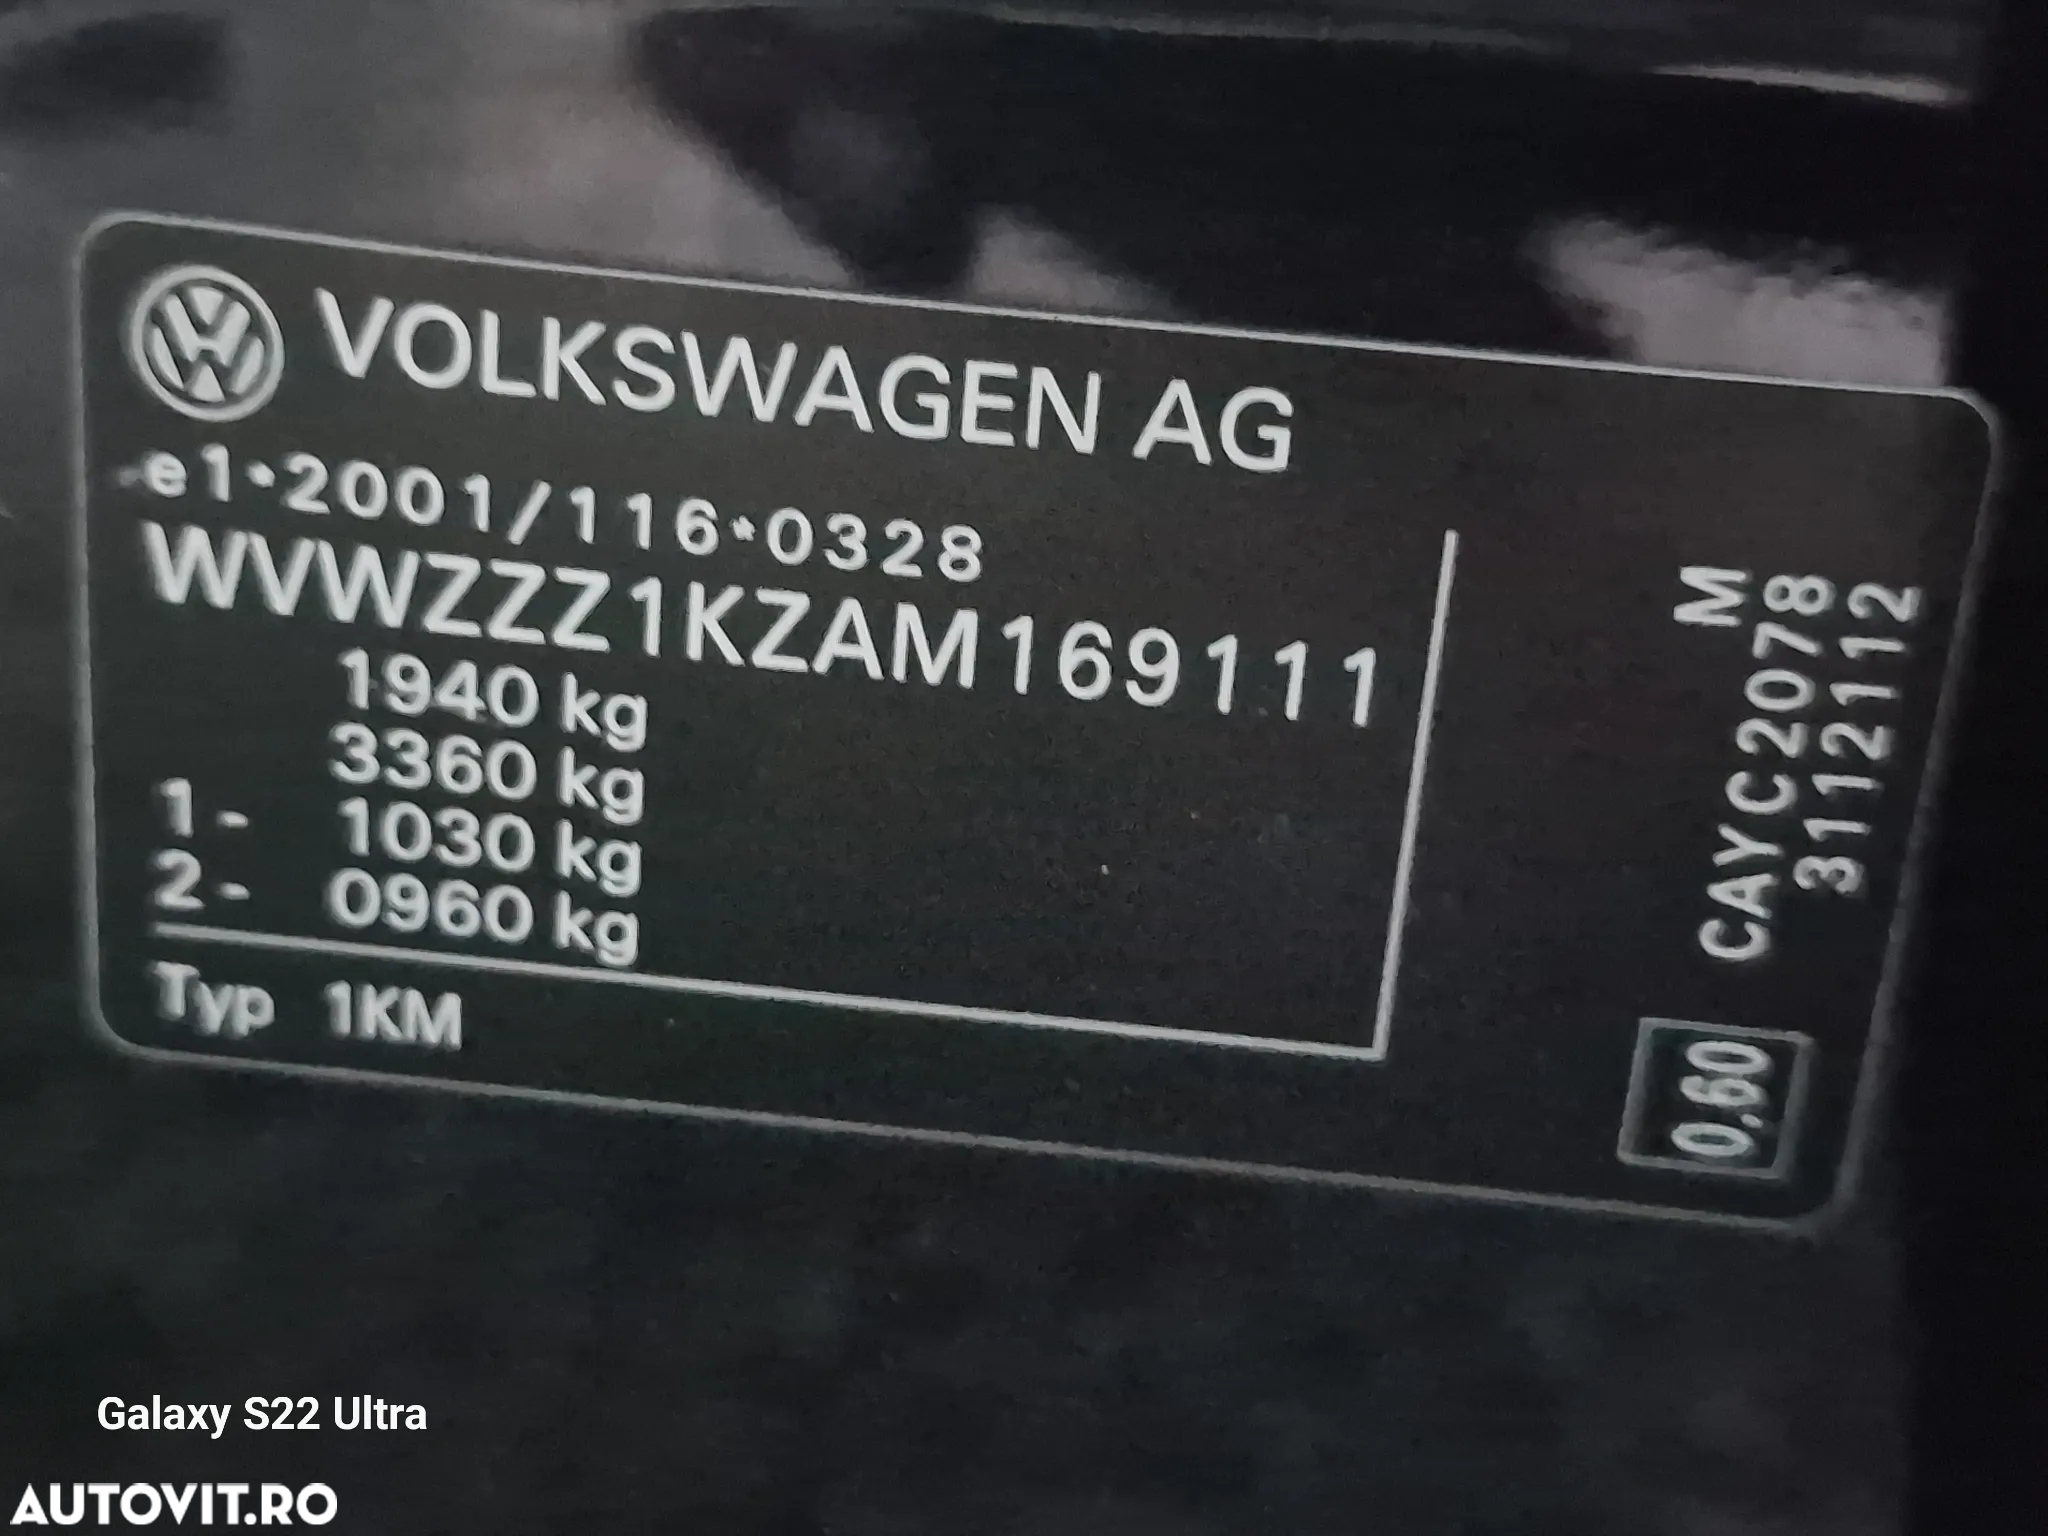 VOLKSWAGEN AG
e1*2001/116*0328
WVWZZZ1KZAM169111
1940 kg
3360 kg
1- 1030 kg
2- 0960 kg
Typ 1KM
M
CAYC2078
3112112
0.60
Galaxy S22 Ultra
AUTOVIT.RO